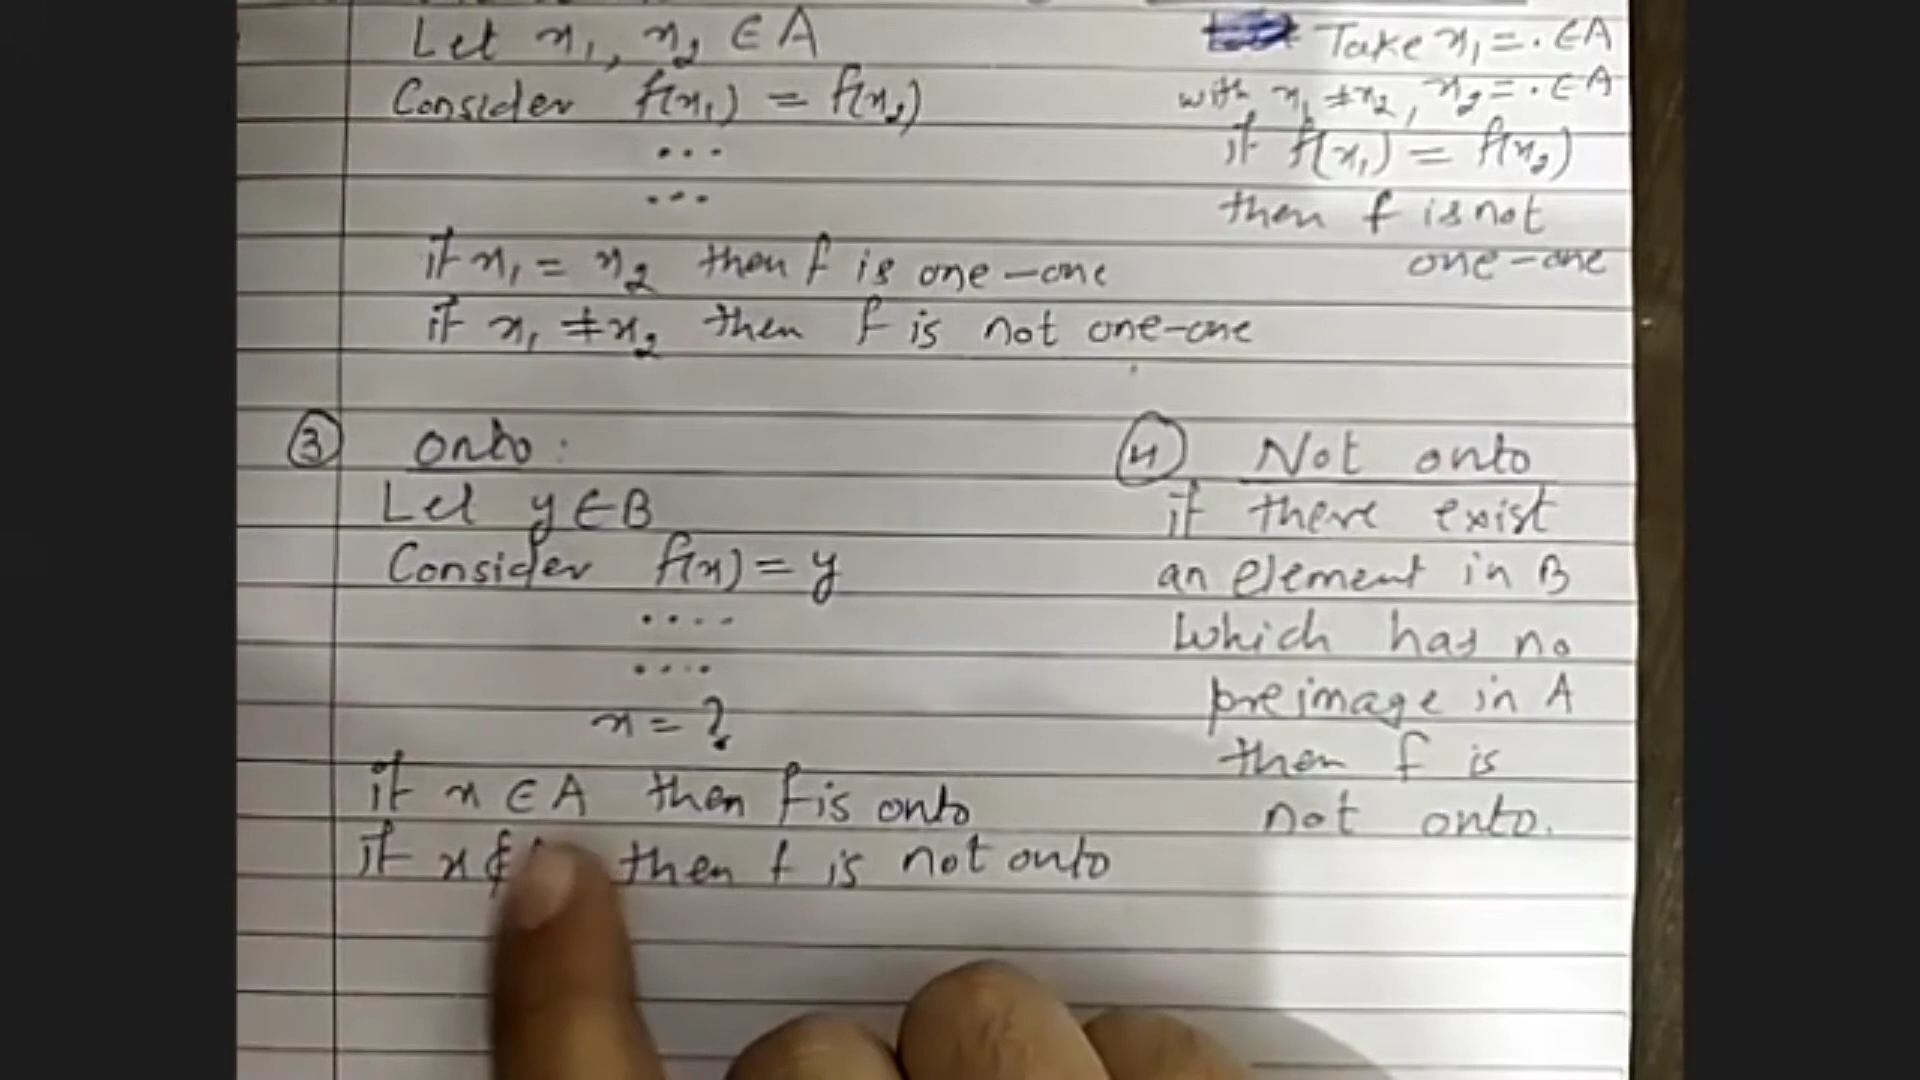 Let x₁, x₂ ∈ A
Consider f(x₁) = f(x₂)
...
...
if x₁ = x₂ then f is one-one
if x₁ ≠ x₂ then f is not one-one
Take x₁ = . ∈ A
with x₁ ≠ x₂, x₂ = . ∈ A
if f(x₁) = f(x₂)
then f is not
one-one
③ onto:
Let y ∈ B
Consider f(x) = y
....
....
x = ?
if x ∈ A then f is onto
if x ∉ then f is not onto
④ Not onto
if there exist
an element in B
which has no
preimage in A
then f is
not onto.